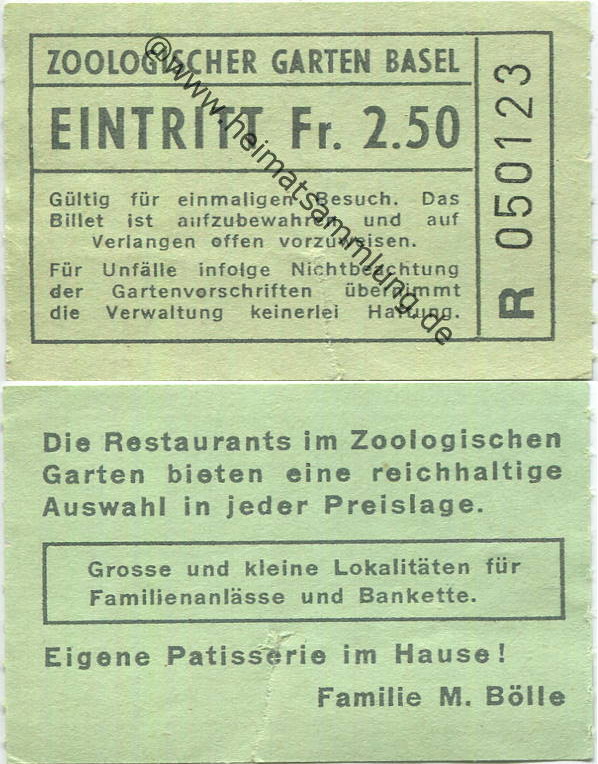 ZOOLOGISCHER GARTEN BASEL
EINTRITT Fr. 2.50
Gültig für einmaligen Besuch. Das
Billet ist aufzubewahren und auf
Verlangen offen vorzuweisen.
Für Unfälle infolge Nichtbeachtung
der Gartenvorschriften übernimmt
die Verwaltung keinerlei Haftung.
R 050123
@www.heimatsammlung.de
Die Restaurants im Zoologischen
Garten bieten eine reichhaltige
Auswahl in jeder Preislage.
Grosse und kleine Lokalitäten für
Familienanlässe und Bankette.
Eigene Patisserie im Hause!
Familie M. Bölle